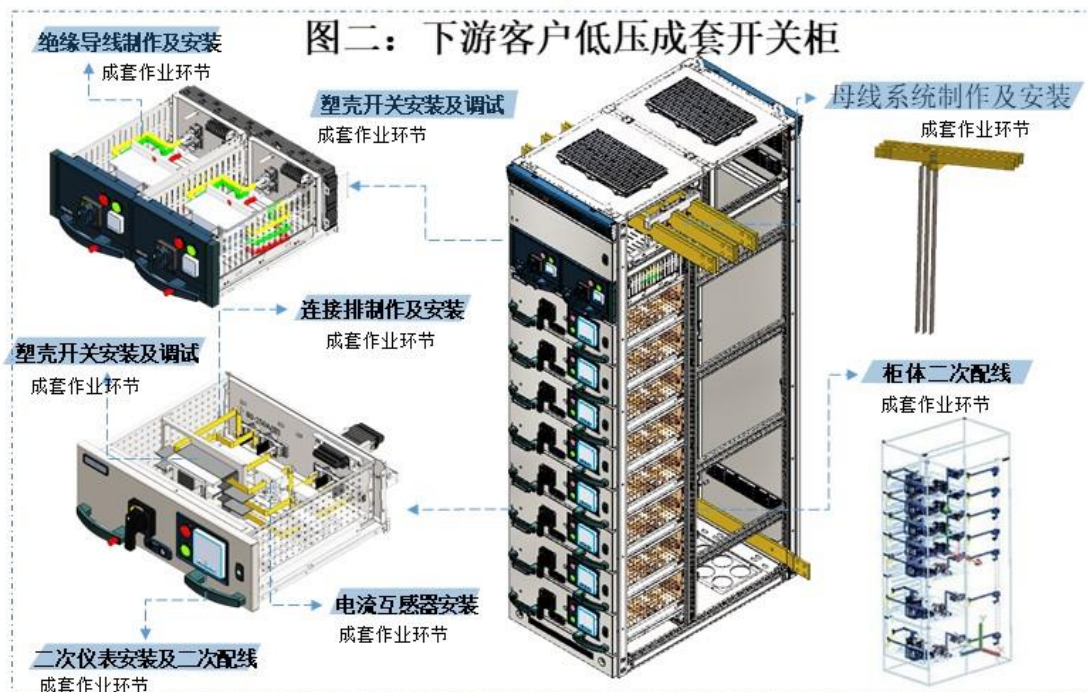 图二：下游客户低压成套开关柜
绝缘导线制作及安装
成套作业环节
塑壳开关安装及调试
成套作业环节
母线系统制作及安装
成套作业环节
连接排制作及安装
成套作业环节
塑壳开关安装及调试
成套作业环节
柜体二次配线
成套作业环节
电流互感器安装
成套作业环节
二次仪表安装及二次配线
成套作业环节